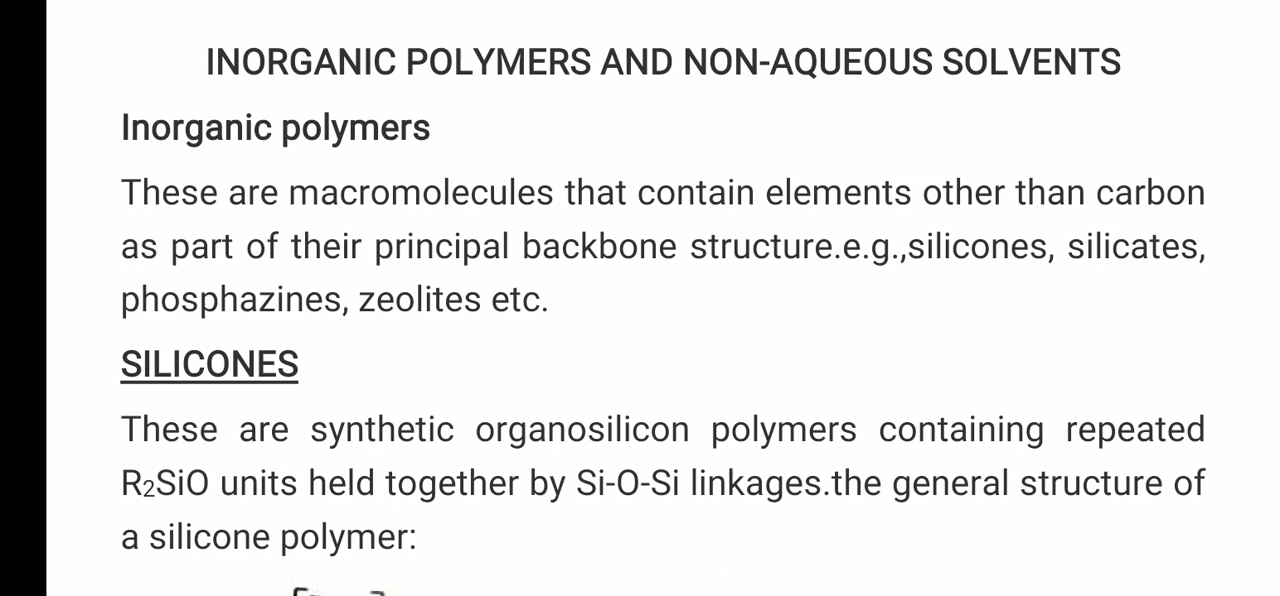 INORGANIC POLYMERS AND NON-AQUEOUS SOLVENTS
Inorganic polymers
These are macromolecules that contain elements other than carbon
as part of their principal backbone structure.e.g.,silicones, silicates,
phosphazines, zeolites etc.
SILICONES
These are synthetic organosilicon polymers containing repeated
R₂SiO units held together by Si-O-Si linkages.the general structure of
a silicone polymer: